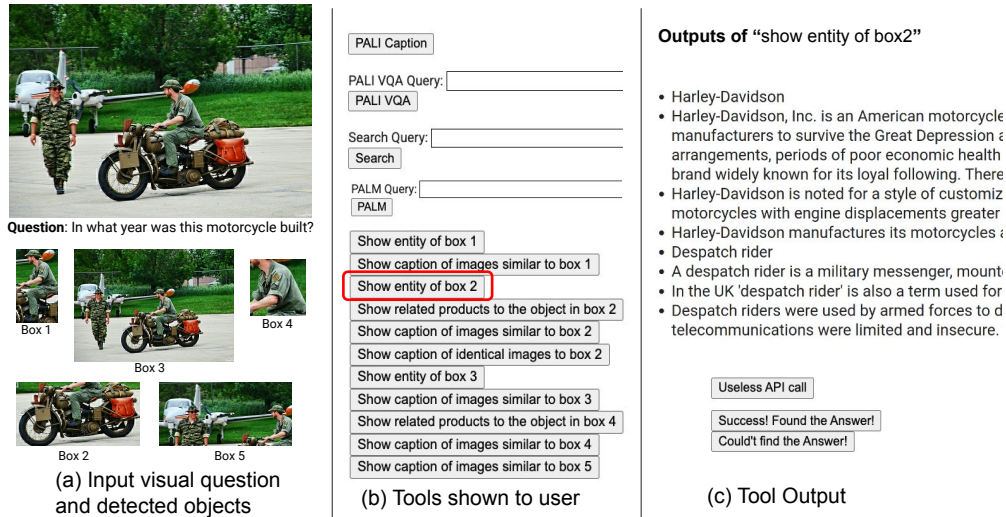 Question: In what year was this motorcycle built?
Box 1
Box 4
Box 3
Box 2
Box 5
(a) Input visual question
and detected objects
PALI Caption
PALI VQA Query:
PALI VQA
Search Query:
Search
PALM Query:
PALM
Show entity of box 1
Show caption of images similar to box 1
Show entity of box 2
Show related products to the object in box 2
Show caption of images similar to box 2
Show caption of identical images to box 2
Show entity of box 3
Show caption of images similar to box 3
Show related products to the object in box 4
Show caption of images similar to box 4
Show caption of images similar to box 5
(b) Tools shown to user
Outputs of “show entity of box2”
• Harley-Davidson
• Harley-Davidson, Inc. is an American motorcycle
manufacturers to survive the Great Depression a
arrangements, periods of poor economic health
brand widely known for its loyal following. There
• Harley-Davidson is noted for a style of customiz
motorcycles with engine displacements greater
• Harley-Davidson manufactures its motorcycles a
• Despatch rider
• A despatch rider is a military messenger, mount
• In the UK 'despatch rider' is also a term used for
• Despatch riders were used by armed forces to d
telecommunications were limited and insecure.
Useless API call
Success! Found the Answer!
Could't find the Answer!
(c) Tool Output